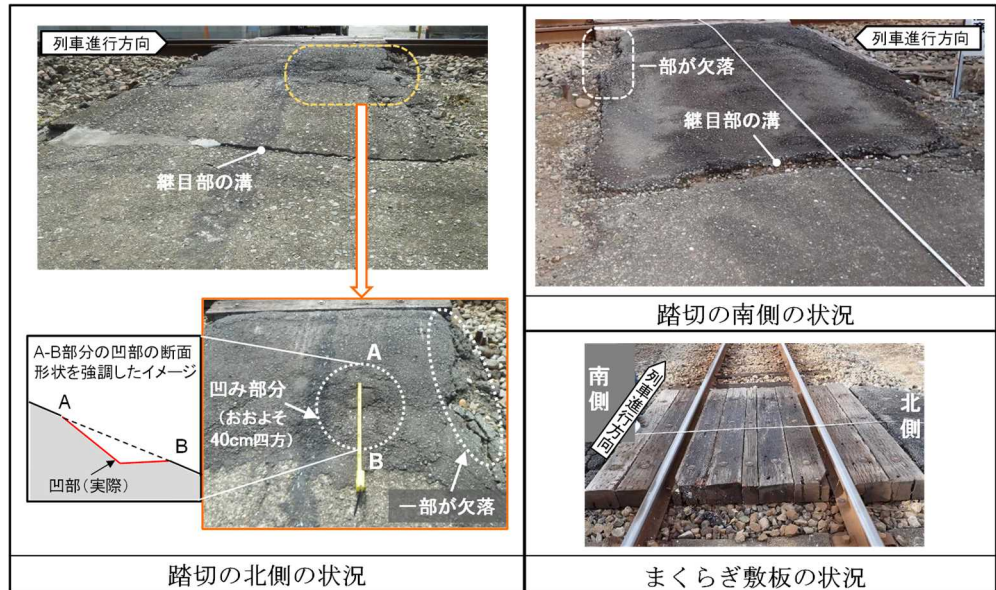 列車進行方向
継目部の溝
A-B部分の凹部の断面
形状を強調したイメージ
A
B
凹部(実際)
A
凹み部分
(おおよそ
40cm四方)
B
一部が欠落
踏切の北側の状況
列車進行方向
一部が欠落
継目部の溝
踏切の南側の状況
南側
列車進行方向
北側
まくらぎ敷板の状況